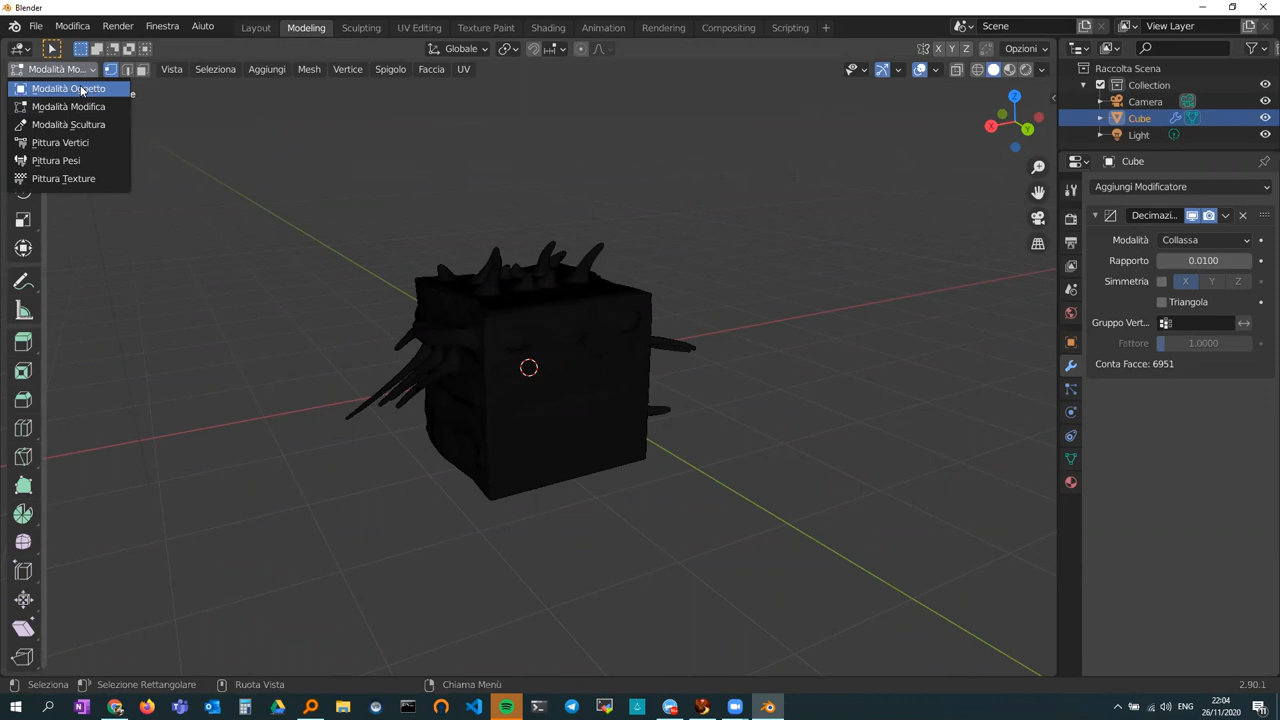 Blender
File Modifica Render Finestra Aiuto Layout Modeling Sculpting UV Editing Texture Paint Shading Animation Rendering Compositing Scripting + Scene View Layer
Globale X Y Z Opzioni
Modalità Mo... Vista Seleziona Aggiungi Mesh Vertice Spigolo Faccia UV
Modalità Oggetto
Modalità Modifica
Modalità Scultura
Pittura Vertici
Pittura Pesi
Pittura Texture
Z
X
Y
Raccolta Scena
Collection
Camera
Cube
Light
Cube
Aggiungi Modificatore
Decimazi...
Modalità Collassa
Rapporto 0.0100
Simmetria X Y Z
Triangola
Gruppo Vert...
Fattore 1.0000
Conta Facce: 6951
Seleziona Selezione Rettangolare Ruota Vista Chiama Menù 2.90.1
ENG 22:04
26/11/2020